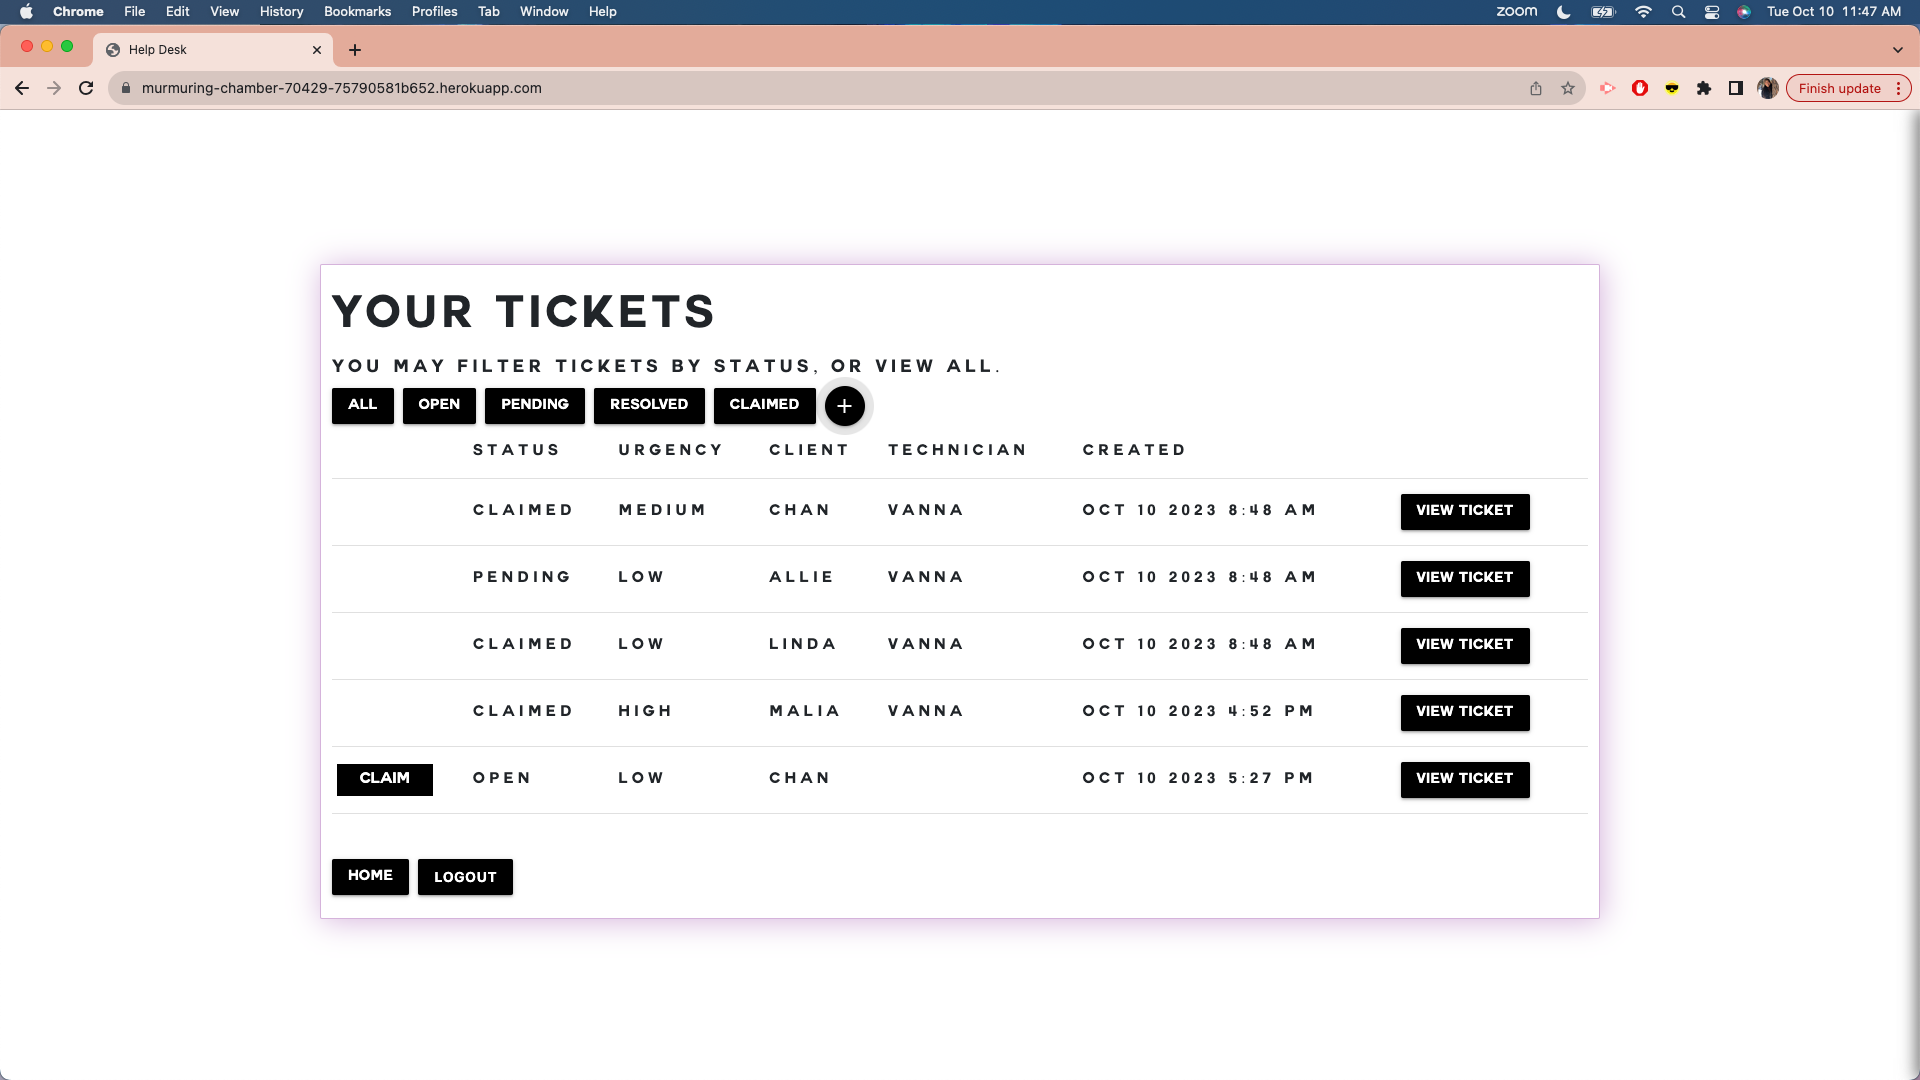 Chrome File Edit View History Bookmarks Profiles Tab Window Help zoom Tue Oct 10 11:47 AM
Help Desk
murmuring-chamber-70429-75790581b652.herokuapp.com Finish update
YOUR TICKETS
YOU MAY FILTER TICKETS BY STATUS, OR VIEW ALL.
ALL OPEN PENDING RESOLVED CLAIMED +
STATUS URGENCY CLIENT TECHNICIAN CREATED
CLAIMED MEDIUM CHAN VANNA OCT 10 2023 8:48 AM VIEW TICKET
PENDING LOW ALLIE VANNA OCT 10 2023 8:48 AM VIEW TICKET
CLAIMED LOW LINDA VANNA OCT 10 2023 8:48 AM VIEW TICKET
CLAIMED HIGH MALIA VANNA OCT 10 2023 4:52 PM VIEW TICKET
CLAIM OPEN LOW CHAN OCT 10 2023 5:27 PM VIEW TICKET
HOME LOGOUT